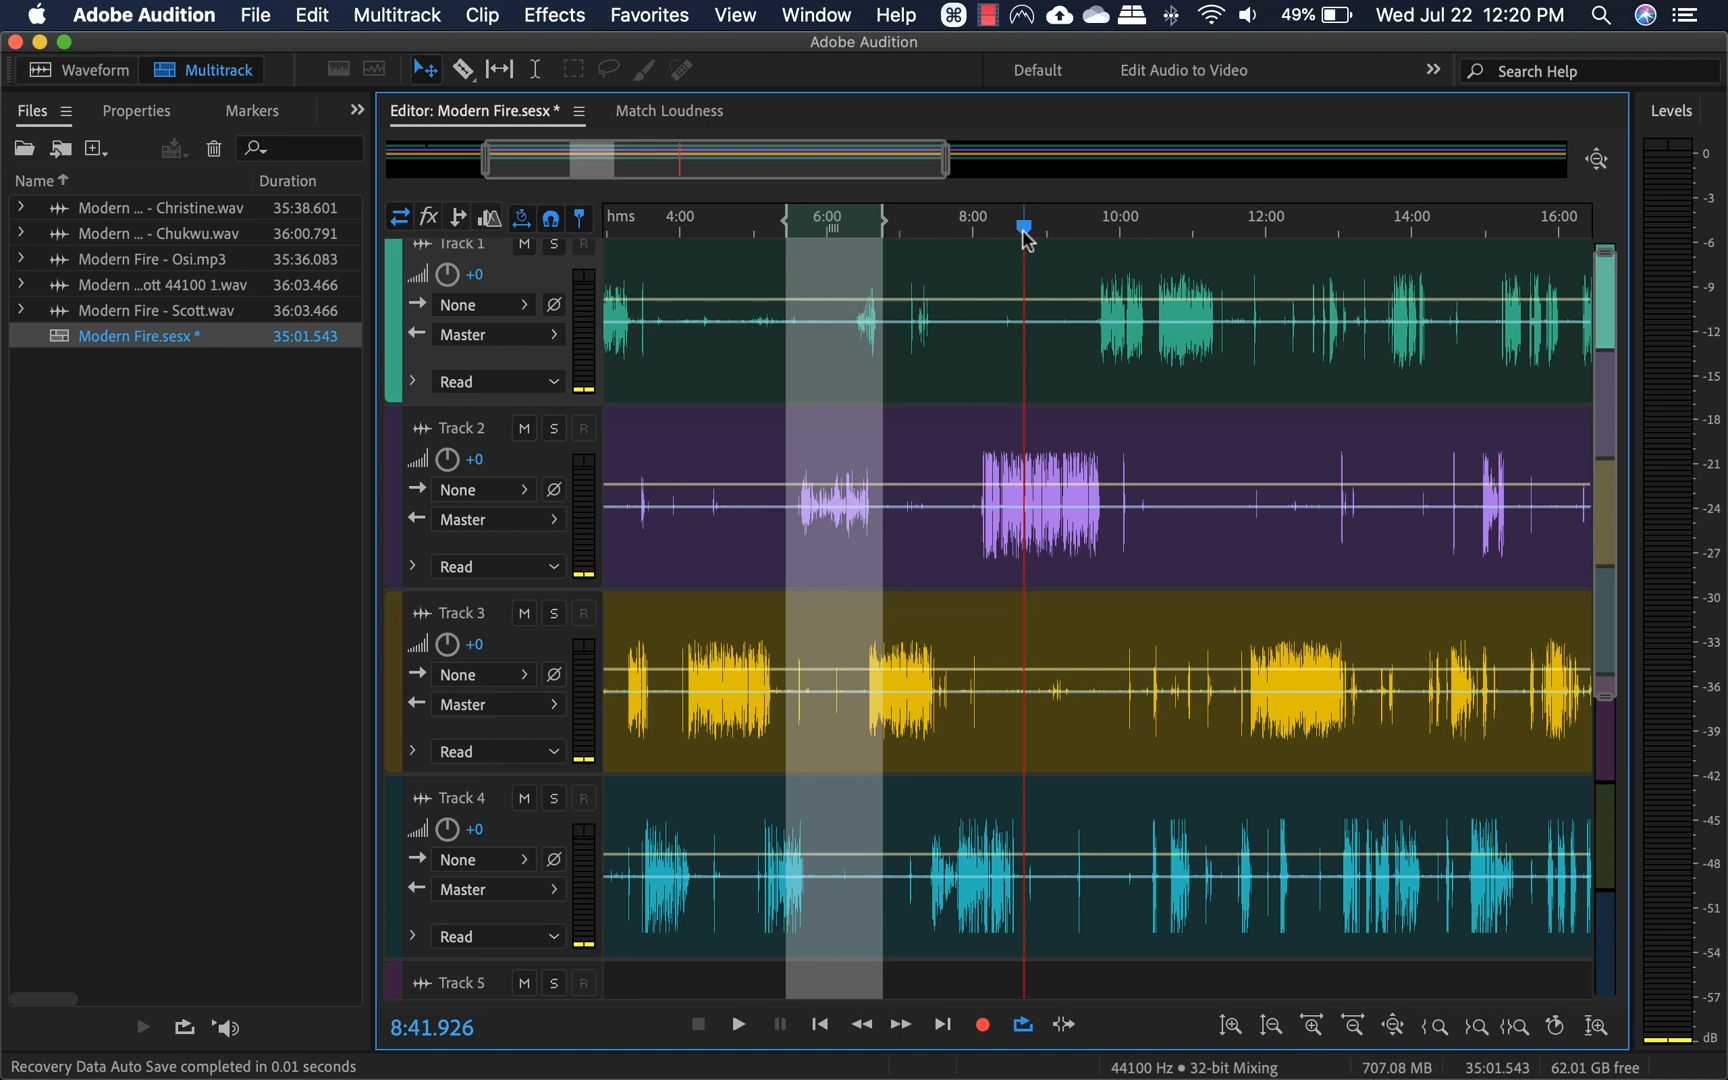 Adobe Audition File Edit Multitrack Clip Effects Favorites View Window Help 49% Wed Jul 22 12:20 PM
Adobe Audition
Waveform Multitrack Default Edit Audio to Video Search Help
Files Properties Markers Editor: Modern Fire.sesx * Match Loudness Levels
Name Duration
Modern ... - Christine.wav 35:38.601
Modern ... - Chukwu.wav 36:00.791
Modern Fire - Osi.mp3 35:36.083
Modern ...ott 44100 1.wav 36:03.466
Modern Fire - Scott.wav 36:03.466
Modern Fire.sesx * 35:01.543
fx hms 4:00 6:00 8:00 10:00 12:00 14:00 16:00
Track 1 M S R
+0
None
Master
Read
Track 2 M S R
+0
None
Master
Read
Track 3 M S R
+0
None
Master
Read
Track 4 M S R
+0
None
Master
Read
Track 5 M S R
8:41.926
0
-3
-6
-9
-12
-15
-18
-21
-24
-27
-30
-33
-36
-39
-42
-45
-48
-51
-54
-57
dB
Recovery Data Auto Save completed in 0.01 seconds 44100 Hz ● 32-bit Mixing 707.08 MB 35:01.543 62.01 GB free